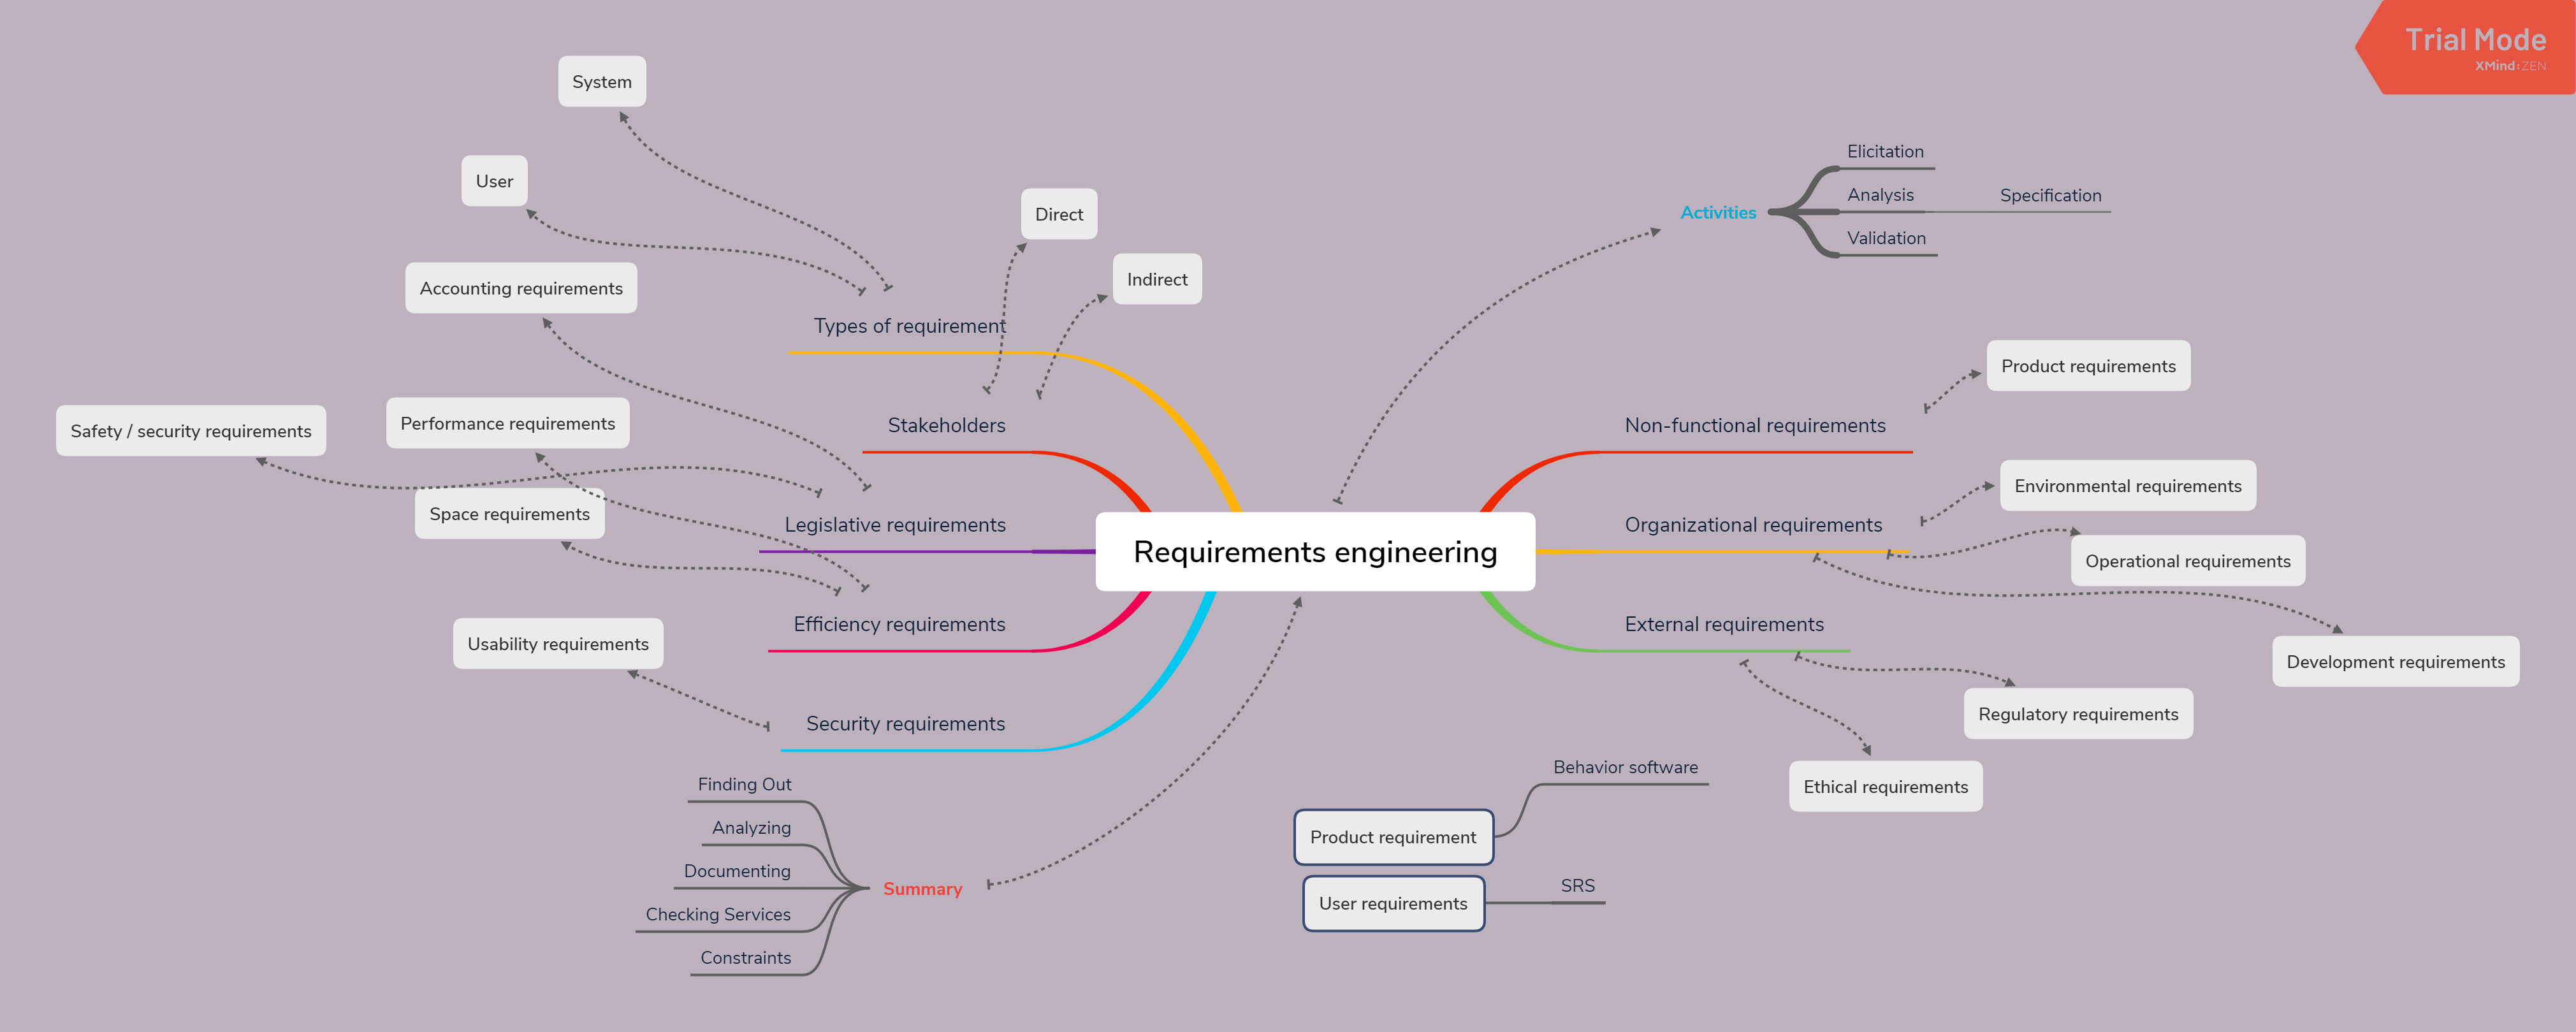 Trial Mode
XMind:ZEN
System
User
Accounting requirements
Direct
Indirect
Types of requirement
Safety / security requirements
Performance requirements
Stakeholders
Space requirements
Legislative requirements
Usability requirements
Efficiency requirements
Security requirements
Requirements engineering
Activities
Elicitation
Analysis
Specification
Validation
Product requirements
Non-functional requirements
Environmental requirements
Organizational requirements
Operational requirements
External requirements
Development requirements
Regulatory requirements
Ethical requirements
Finding Out
Analyzing
Documenting
Checking Services
Constraints
Summary
Behavior software
Product requirement
User requirements
SRS